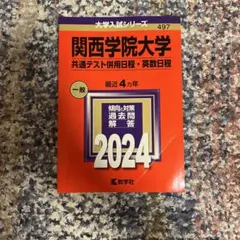 大学入試シリーズ
497
関西学院大学
共通テスト併用日程・英数日程
最近4カ年
一般
傾向と対策
過去問
解答
2024
教学社